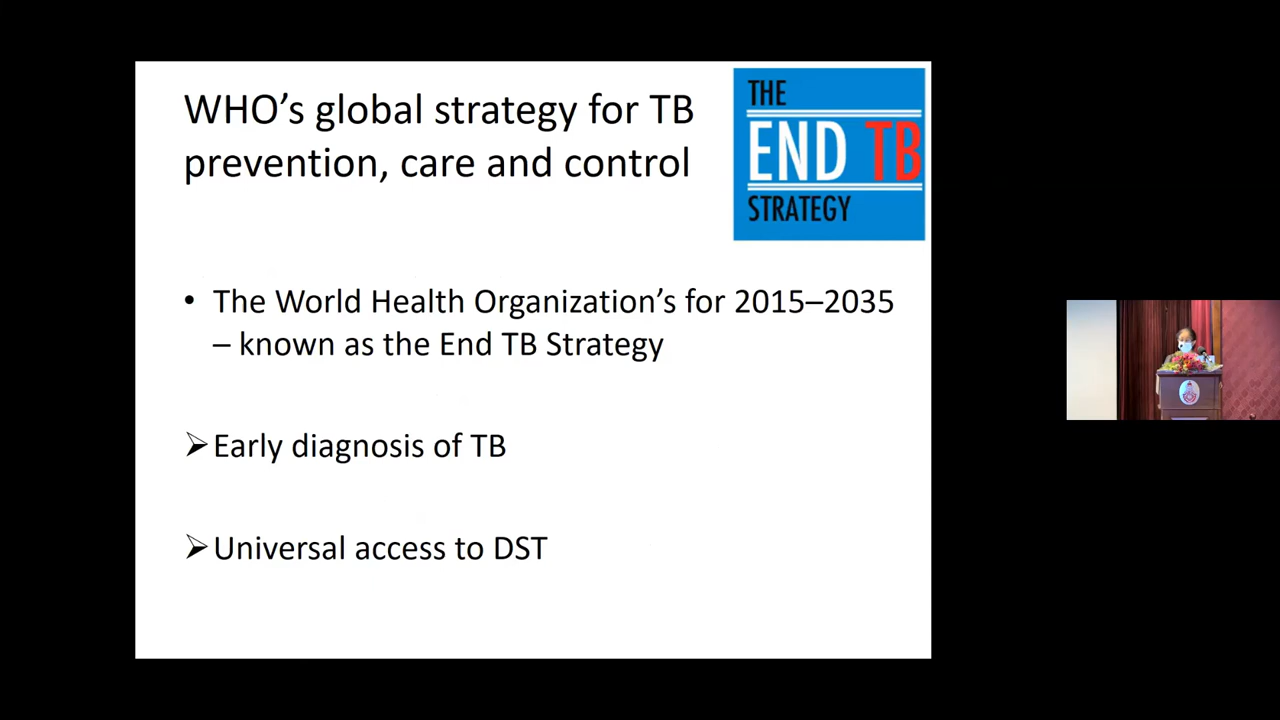 WHO's global strategy for TB
prevention, care and control
THE
END TB
STRATEGY
• The World Health Organization's for 2015–2035
– known as the End TB Strategy
➢Early diagnosis of TB
➢Universal access to DST